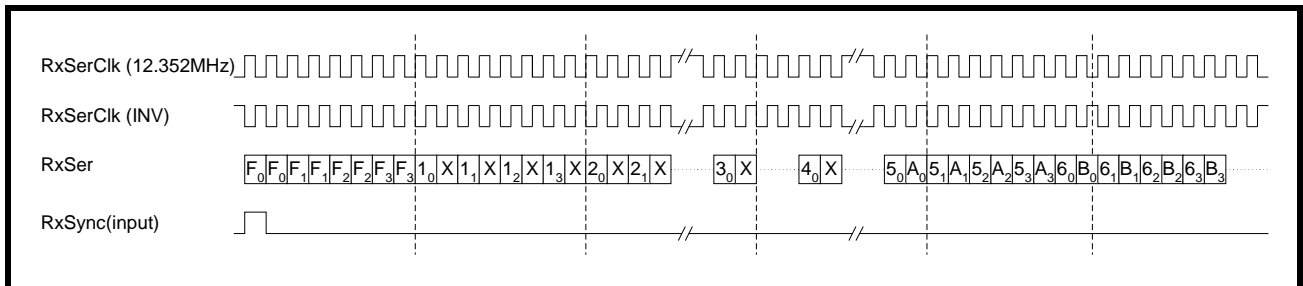 RxSerClk (12.352MHz)
RxSerClk (INV)
RxSer F₀ F₀ F₁ F₁ F₂ F₂ F₃ F₃ 1₀ X 1₁ X 1₂ X 1₃ X 2₀ X 2₁ X 3₀ X 4₀ X 5₀ A₀ 5₁ A₁ 5₂ A₂ 5₃ A₃ 6₀ B₀ 6₁ B₁ 6₂ B₂ 6₃ B₃
RxSync(input)